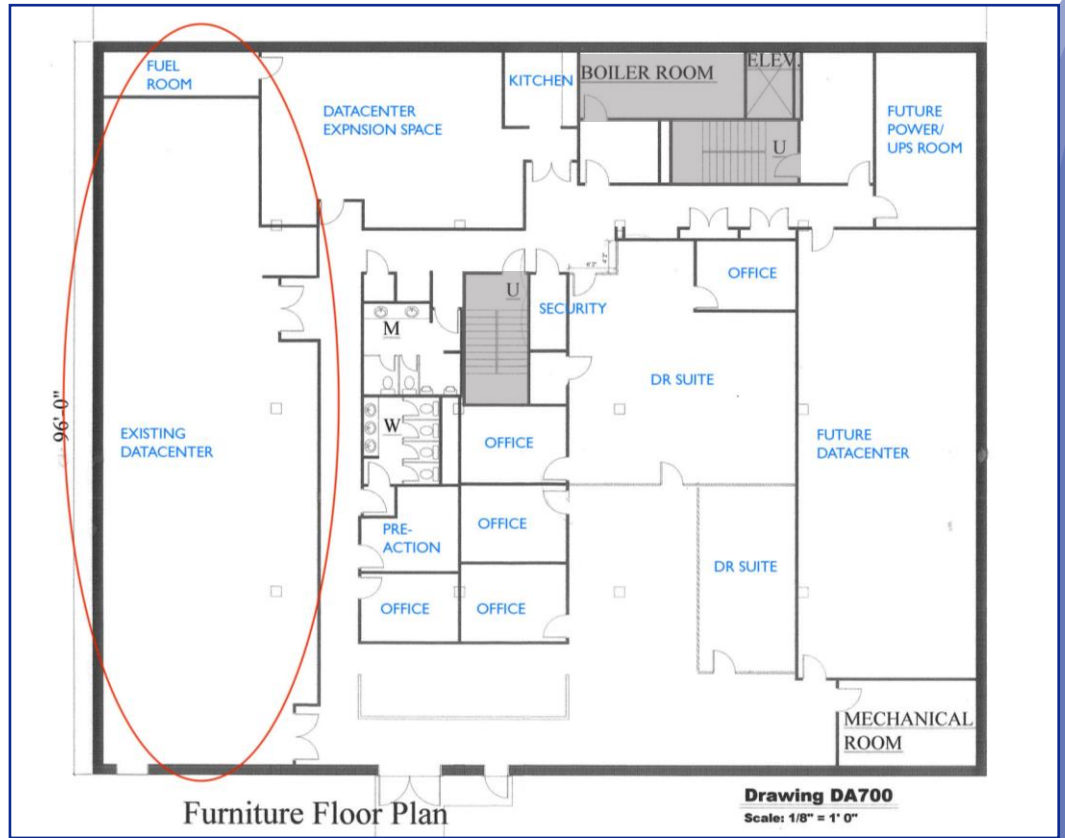 FUEL
ROOM
DATACENTER
EXPNSION SPACE
KITCHEN
BOILER ROOM
ELEV.
U
FUTURE
POWER/
UPS ROOM
OFFICE
U
SECURITY
M
DR SUITE
96'-0"
EXISTING
DATACENTER
W
OFFICE
FUTURE
DATACENTER
OFFICE
PRE-
ACTION
DR SUITE
OFFICE
OFFICE
MECHANICAL
ROOM
Furniture Floor Plan
Drawing DA700
Scale: 1/8" = 1' 0"